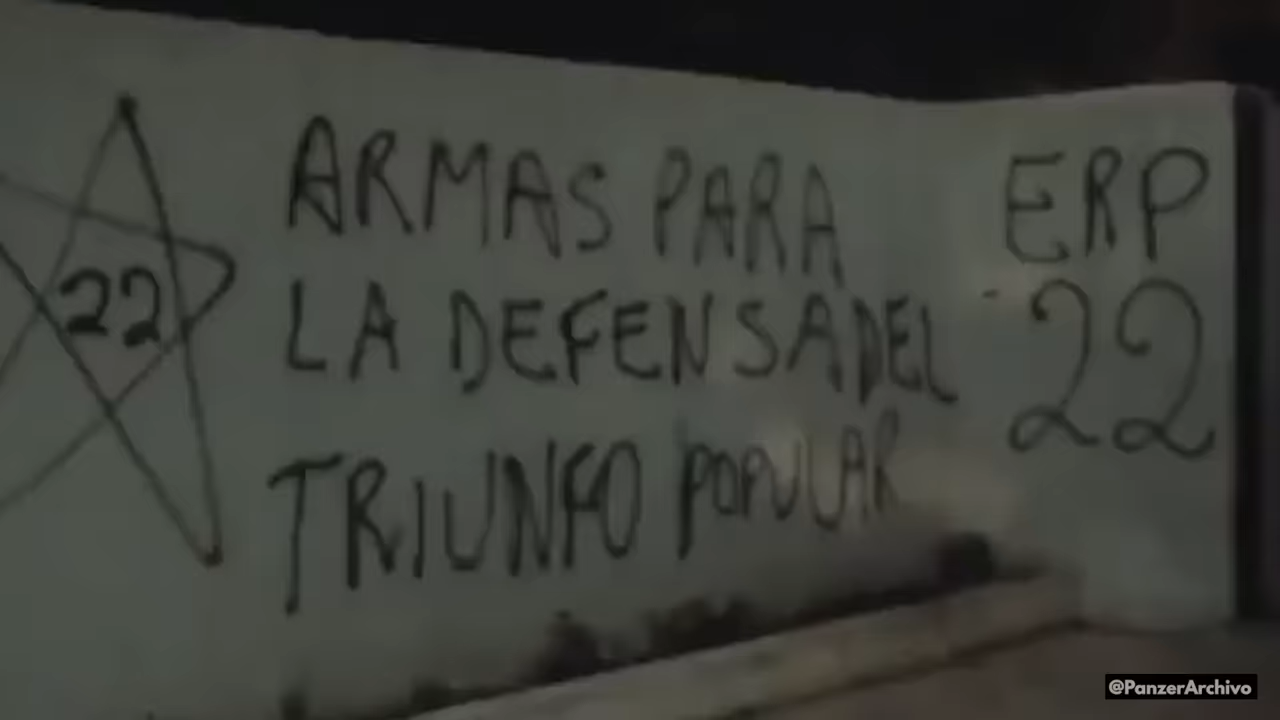 22
ARMAS PARA
LA DEFENSA DEL
TRIUNFO POPULAR
ERP
22
@PanzerArchivo